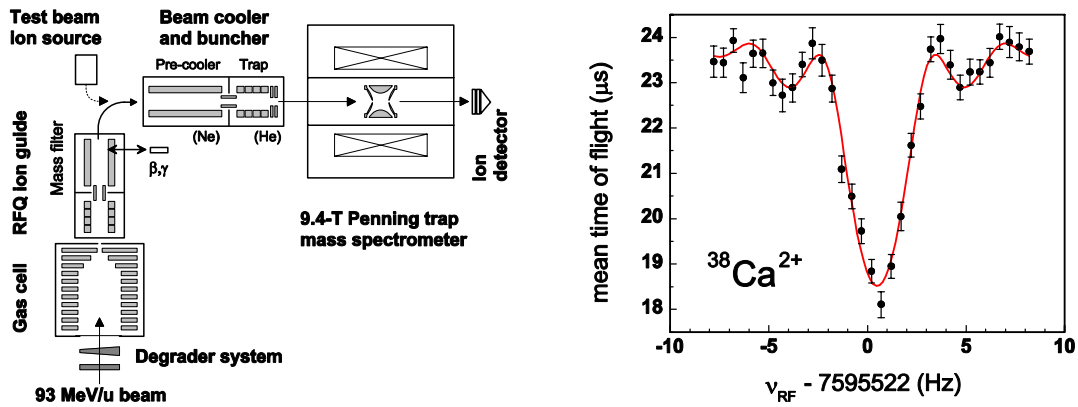 Test beam
Ion source
Beam cooler
and buncher
Pre-cooler
Trap
(Ne)
(He)
Ion
detector
Mass filter
RFQ Ion guide
β,γ
9.4-T Penning trap
mass spectrometer
Gas cell
Degrader system
93 MeV/u beam
mean time of flight (μs)
24
23
22
21
20
19
18
17
³⁸Ca²⁺
-10
-5
0
5
10
νRF - 7595522 (Hz)